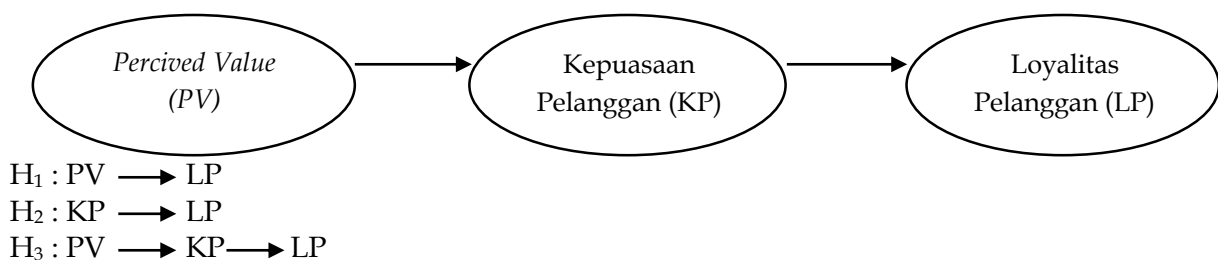 Percived Value
(PV)
Kepuasaan
Pelanggan (KP)
Loyalitas
Pelanggan (LP)
H₁ : PV → LP
H₂ : KP → LP
H₃ : PV → KP → LP